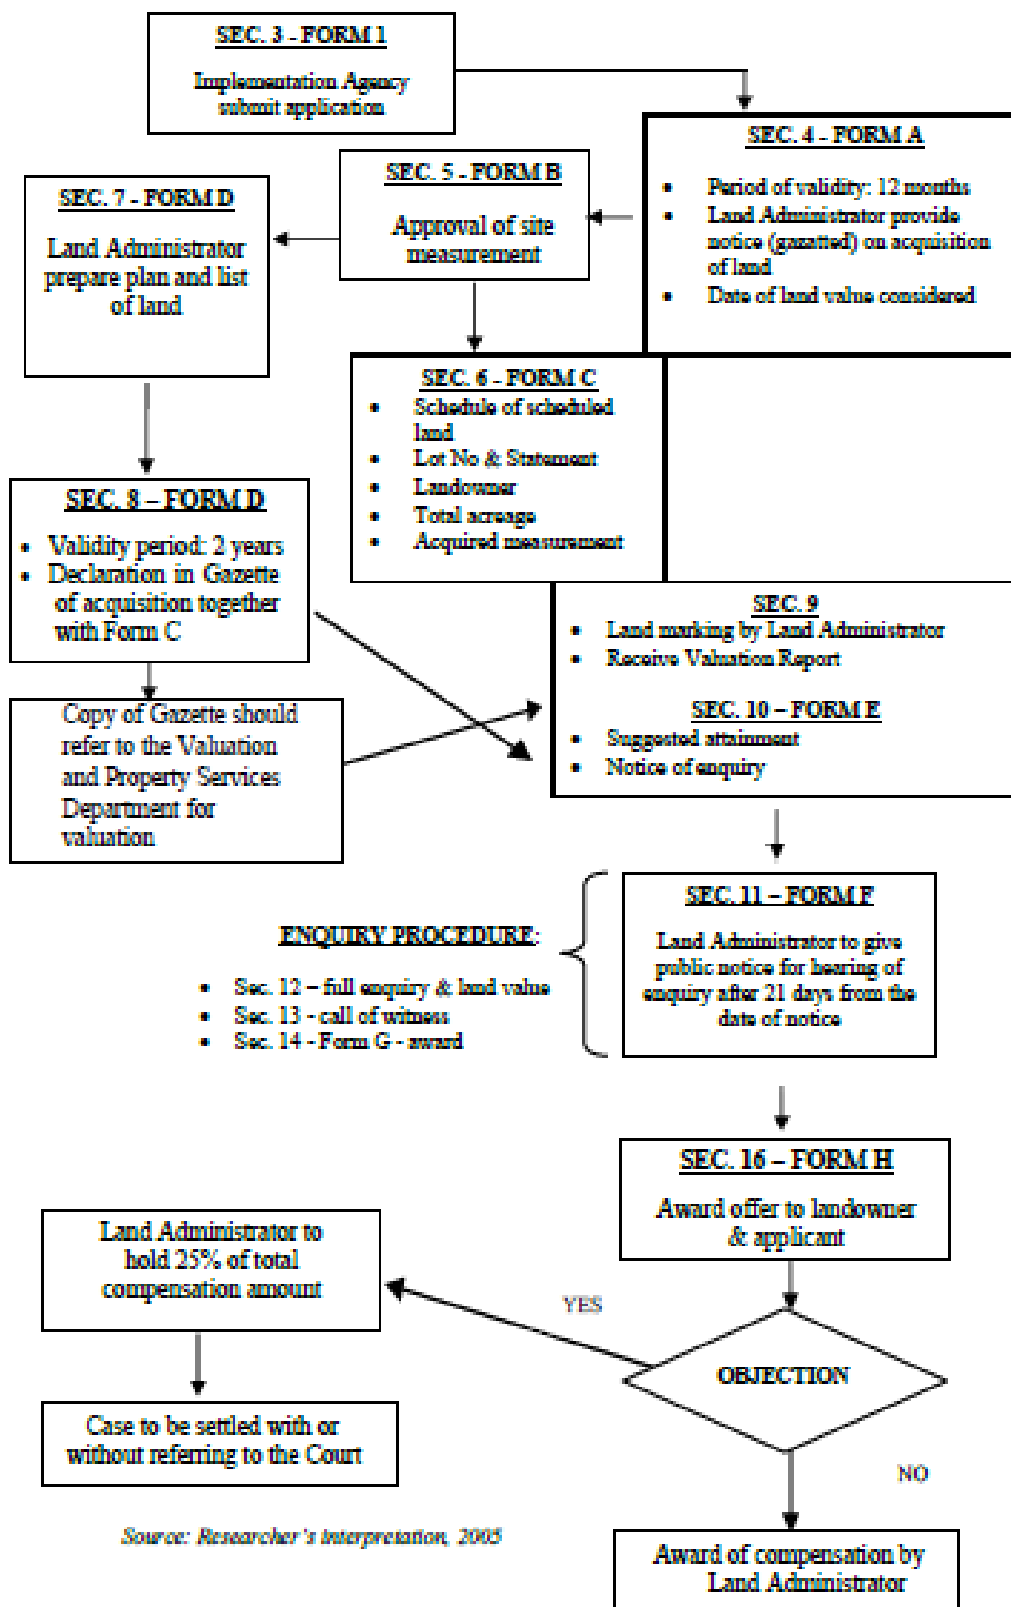 SEC. 3 - FORM 1
Implementation Agency
submit application
SEC. 4 - FORM A
• Period of validity: 12 months
• Land Administrator provide
notice (gazatted) on acquisition
of land
• Date of land value considered
SEC. 5 - FORM B
Approval of site
measurement
SEC. 7 - FORM D
Land Administrator
prepare plan and list
of land
SEC. 6 - FORM C
• Schedule of scheduled
land
• Lot No & Statement
• Landowner
• Total acreage
• Acquired measurement
SEC. 8 – FORM D
• Validity period: 2 years
• Declaration in Gazette
of acquisition together
with Form C
SEC. 9
• Land marking by Land Administrator
• Receive Valuation Report
SEC. 10 – FORM E
• Suggested attainment
• Notice of enquiry
Copy of Gazette should
refer to the Valuation
and Property Services
Department for
valuation
SEC. 11 – FORM F
Land Administrator to give
public notice for hearing of
enquiry after 21 days from the
date of notice
ENQUIRY PROCEDURE:
• Sec. 12 – full enquiry & land value
• Sec. 13 - call of witness
• Sec. 14 - Form G - award
SEC. 16 – FORM H
Award offer to landowner
& applicant
Land Administrator to
hold 25% of total
compensation amount
YES
OBJECTION
Case to be settled with or
without referring to the Court
NO
Source: Researcher's interpretation, 2005
Award of compensation by
Land Administrator